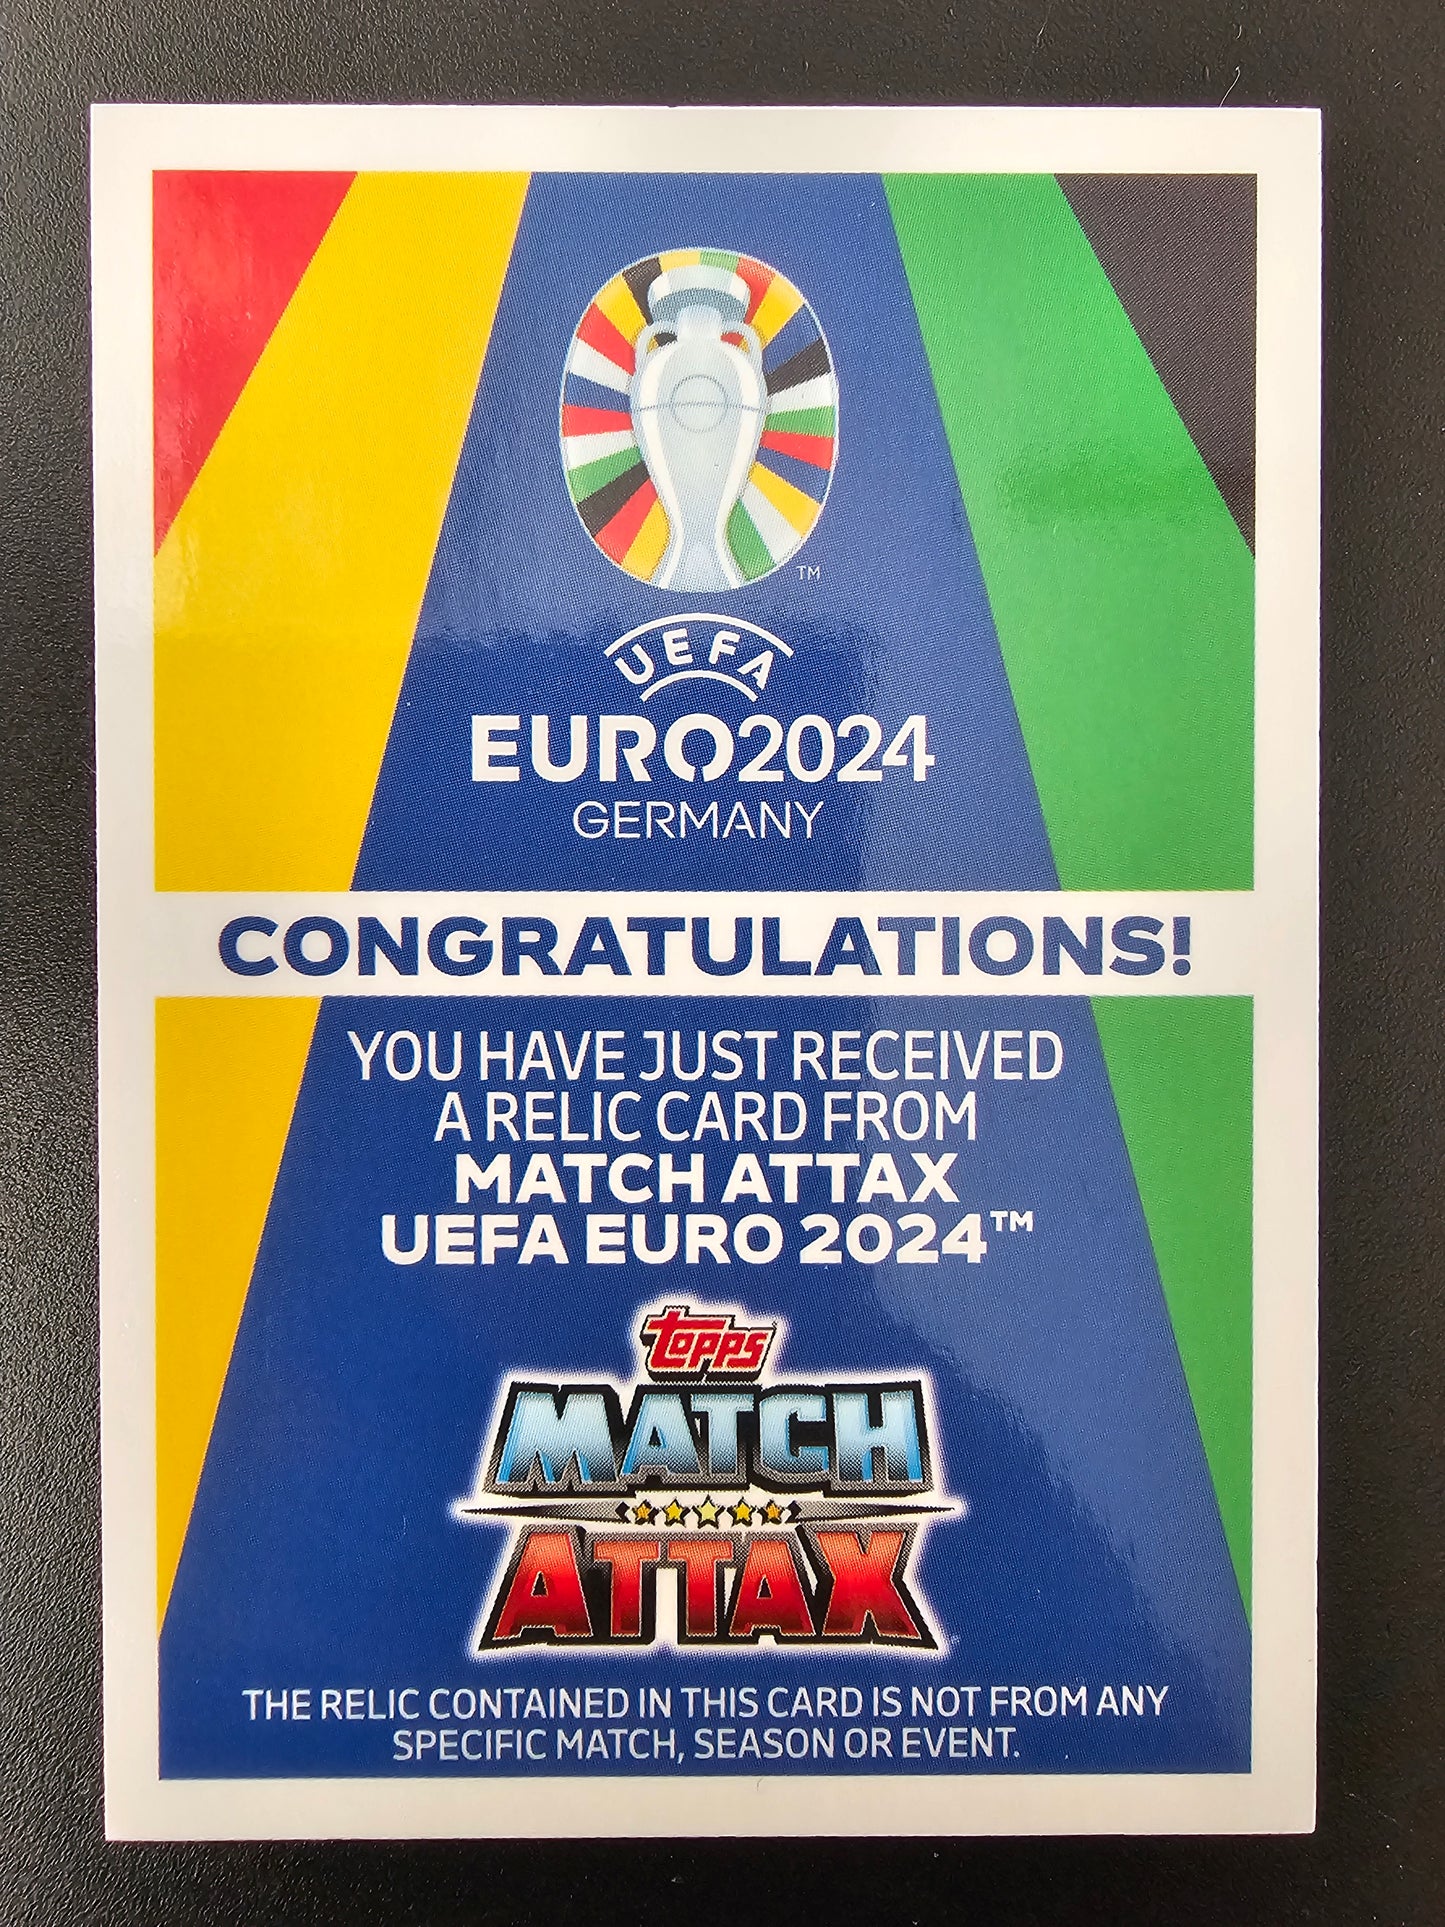 TM
UEFA
EURO2024
GERMANY
CONGRATULATIONS!
YOU HAVE JUST RECEIVED
A RELIC CARD FROM
MATCH ATTAX
UEFA EURO 2024™
topps
MATCH
ATTAX
THE RELIC CONTAINED IN THIS CARD IS NOT FROM ANY
SPECIFIC MATCH, SEASON OR EVENT.